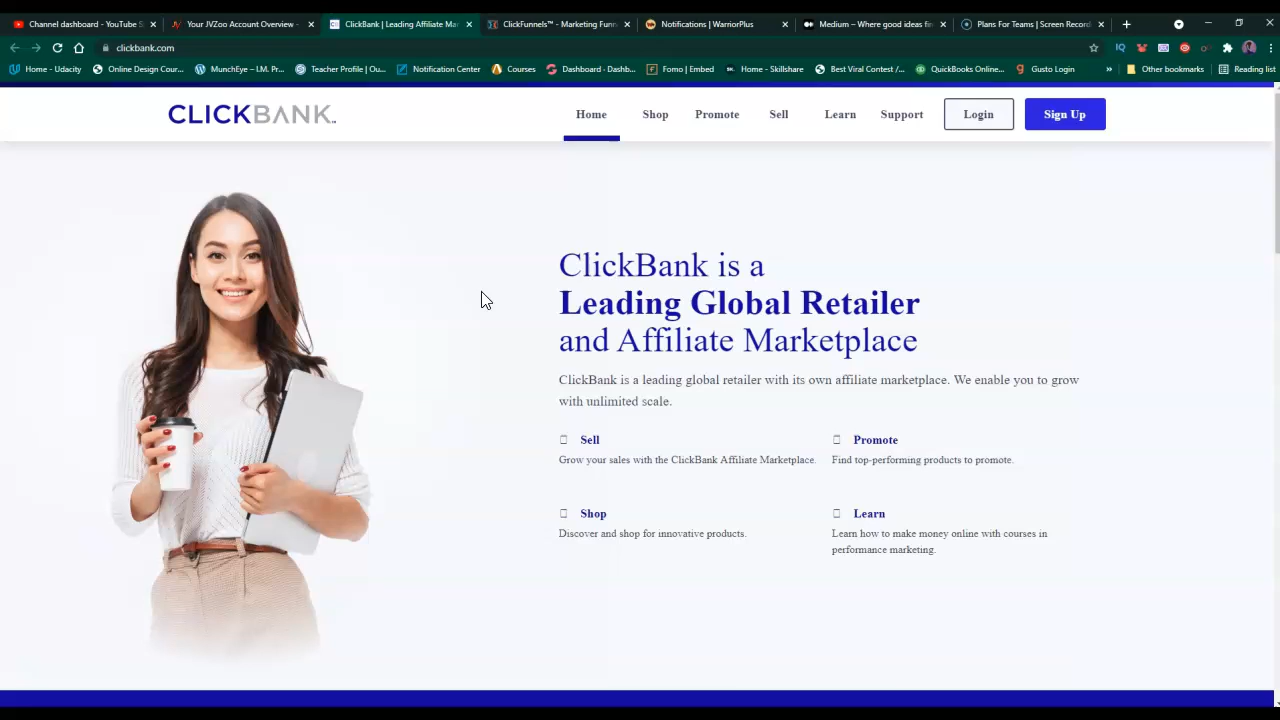 Channel dashboard - YouTube S
Your JVZoo Account Overview -
ClickBank | Leading Affiliate Mar
ClickFunnels™ - Marketing Funn
Notifications | WarriorPlus
Medium – Where good ideas fin
Plans For Teams | Screen Record
clickbank.com
Home - Udacity
Online Design Cour...
MunchEye – I.M. Pr...
Teacher Profile | Ou...
Notification Center
Courses
Dashboard - Dashb...
Fomo | Embed
Home - Skillshare
Best Viral Contest /...
QuickBooks Online...
Gusto Login
»
Other bookmarks
Reading list
CLICKBANK
Home
Shop
Promote
Sell
Learn
Support
Login
Sign Up
ClickBank is a
Leading Global Retailer
and Affiliate Marketplace
ClickBank is a leading global retailer with its own affiliate marketplace. We enable you to grow
with unlimited scale.
Sell
Grow your sales with the ClickBank Affiliate Marketplace.
Promote
Find top-performing products to promote.
Shop
Discover and shop for innovative products.
Learn
Learn how to make money online with courses in
performance marketing.